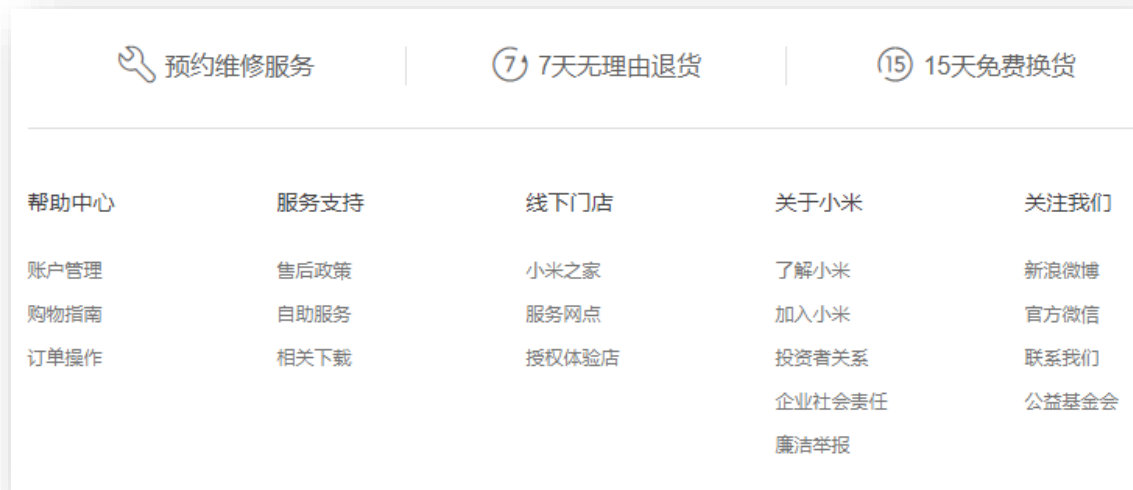 预约维修服务
7 7天无理由退货
15 15天免费换货
帮助中心 服务支持 线下门店 关于小米 关注我们
账户管理 售后政策 小米之家 了解小米 新浪微博
购物指南 自助服务 服务网点 加入小米 官方微信
订单操作 相关下载 授权体验店 投资者关系 联系我们
企业社会责任 公益基金会
廉洁举报